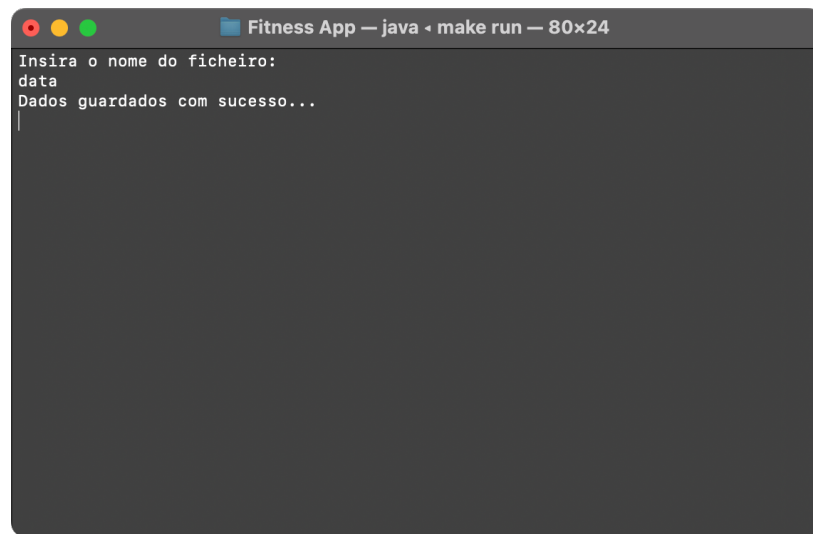 Fitness App — java ◂ make run — 80×24
Insira o nome do ficheiro:
data
Dados guardados com sucesso...